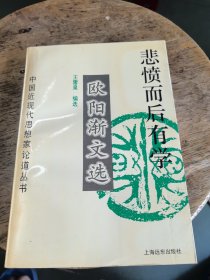 悲愤而后有学
欧阳渐文选
王雷泉 编选
中国近现代思想家论道丛书
上海远东出版社